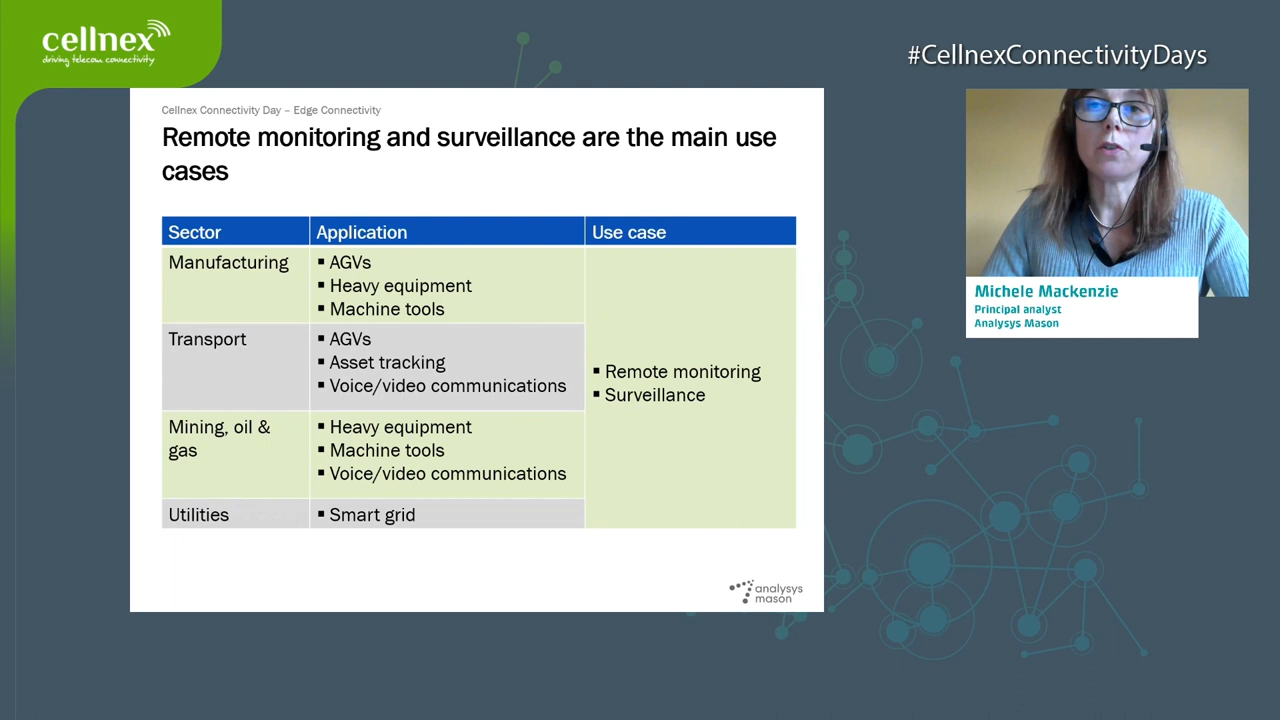 cellnex
driving telecom connectivity
#CellnexConnectivityDays
Cellnex Connectivity Day – Edge Connectivity
Remote monitoring and surveillance are the main use
cases
Sector
Application
Use case
Manufacturing
▪ AGVs
▪ Heavy equipment
▪ Machine tools
Transport
▪ AGVs
▪ Asset tracking
▪ Voice/video communications
Mining, oil &
gas
▪ Heavy equipment
▪ Machine tools
▪ Voice/video communications
Utilities
▪ Smart grid
▪ Remote monitoring
▪ Surveillance
analysys
mason
Michele Mackenzie
Principal analyst
Analysys Mason